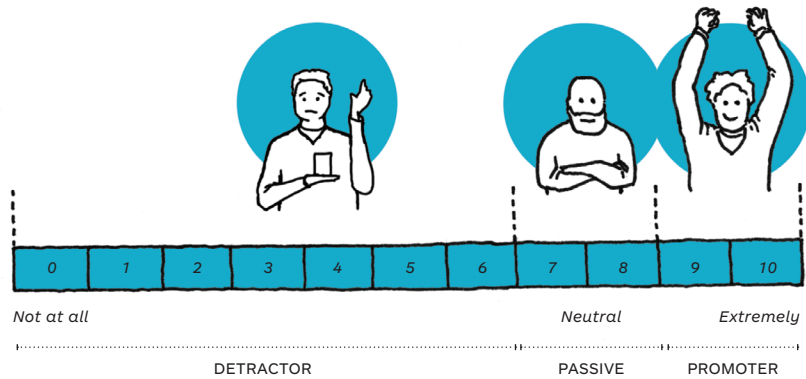 0 1 2 3 4 5 6 7 8 9 10
Not at all Neutral Extremely
DETRACTOR PASSIVE PROMOTER